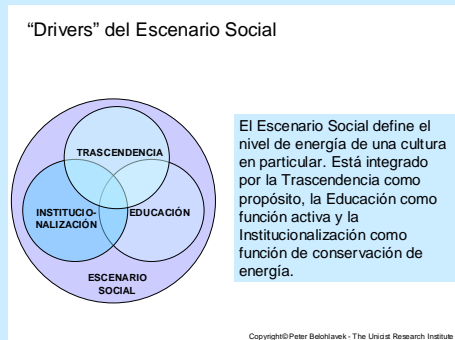 “Drivers” del Escenario Social
TRASCENDENCIA
INSTITUCIO-
NALIZACIÓN
EDUCACIÓN
ESCENARIO
SOCIAL
El Escenario Social define el
nivel de energía de una cultura
en particular. Está integrado
por la Trascendencia como
propósito, la Educación como
función activa y la
Institucionalización como
función de conservación de
energía.
Copyright©Peter Belohlavek - The Unicist Research Institute